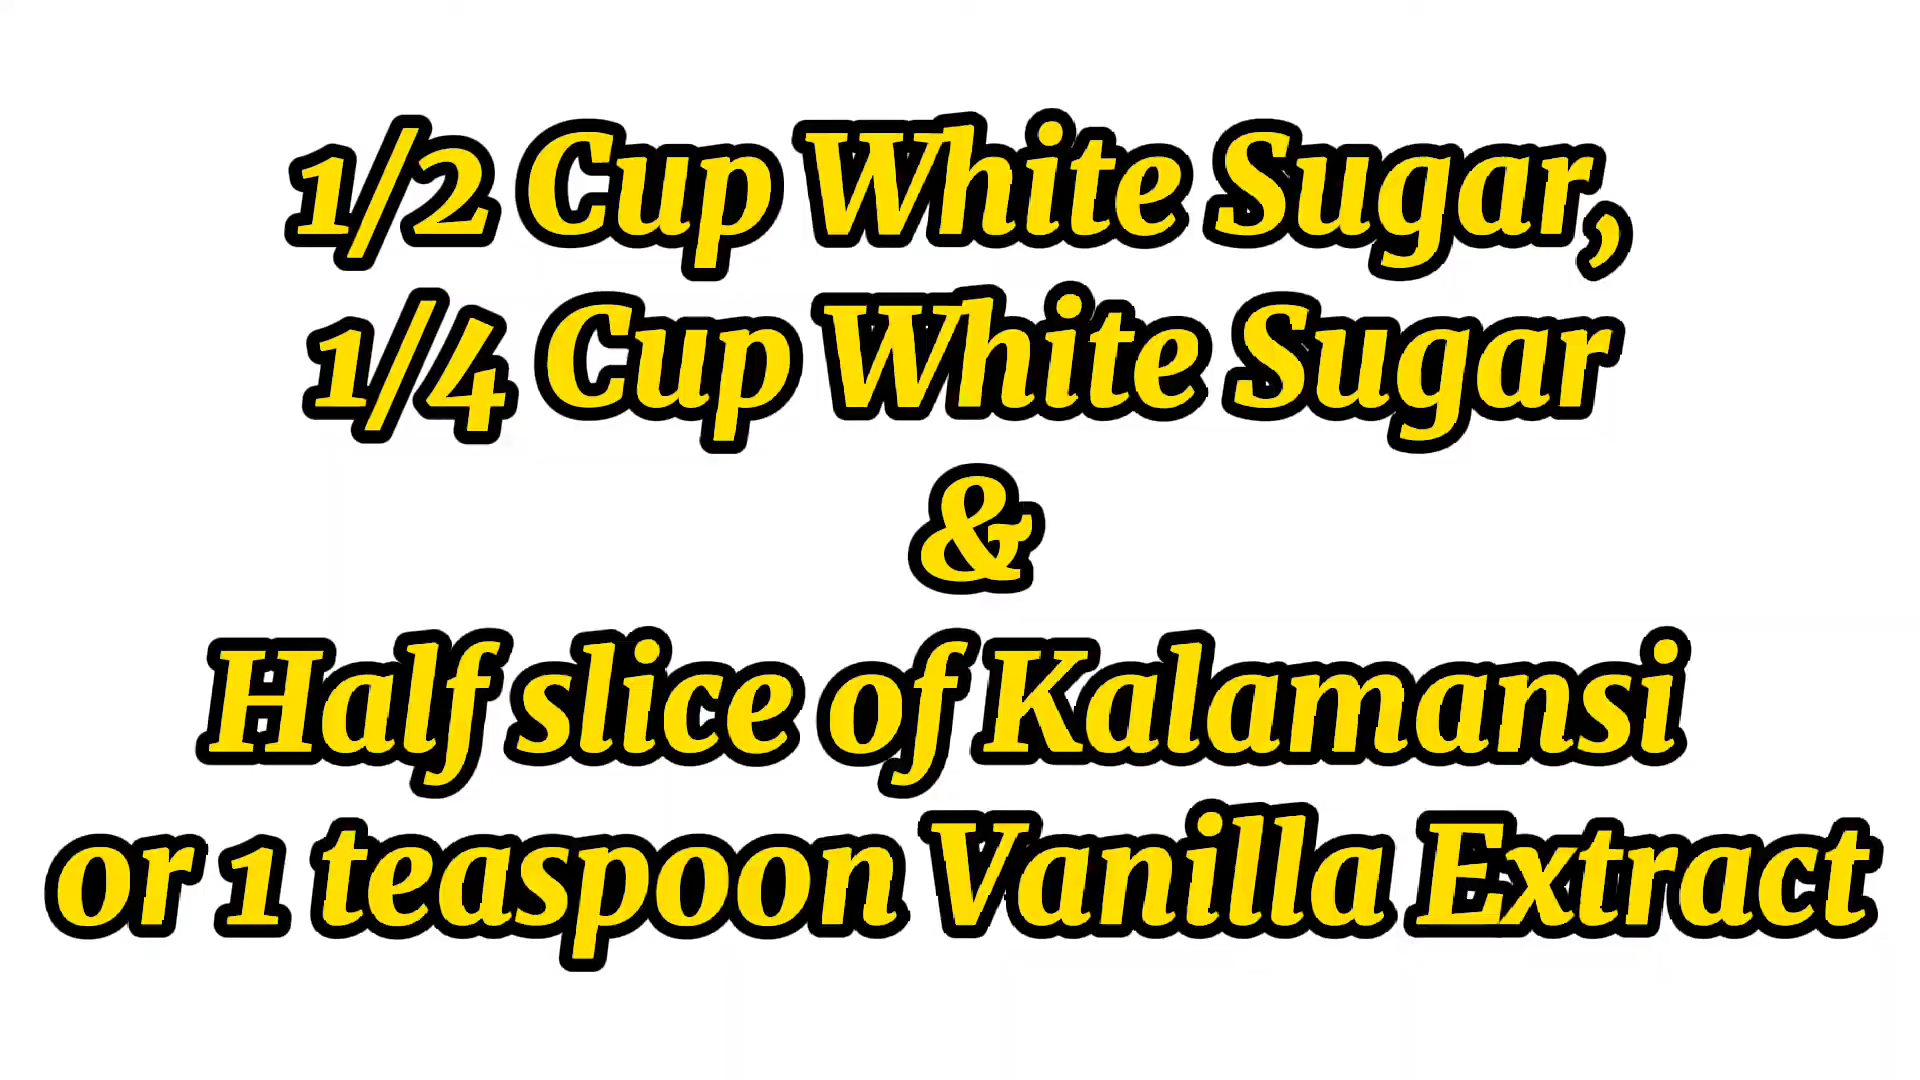 1/2 Cup White Sugar,
1/4 Cup White Sugar
&
Half slice of Kalamansi
or 1 teaspoon Vanilla Extract